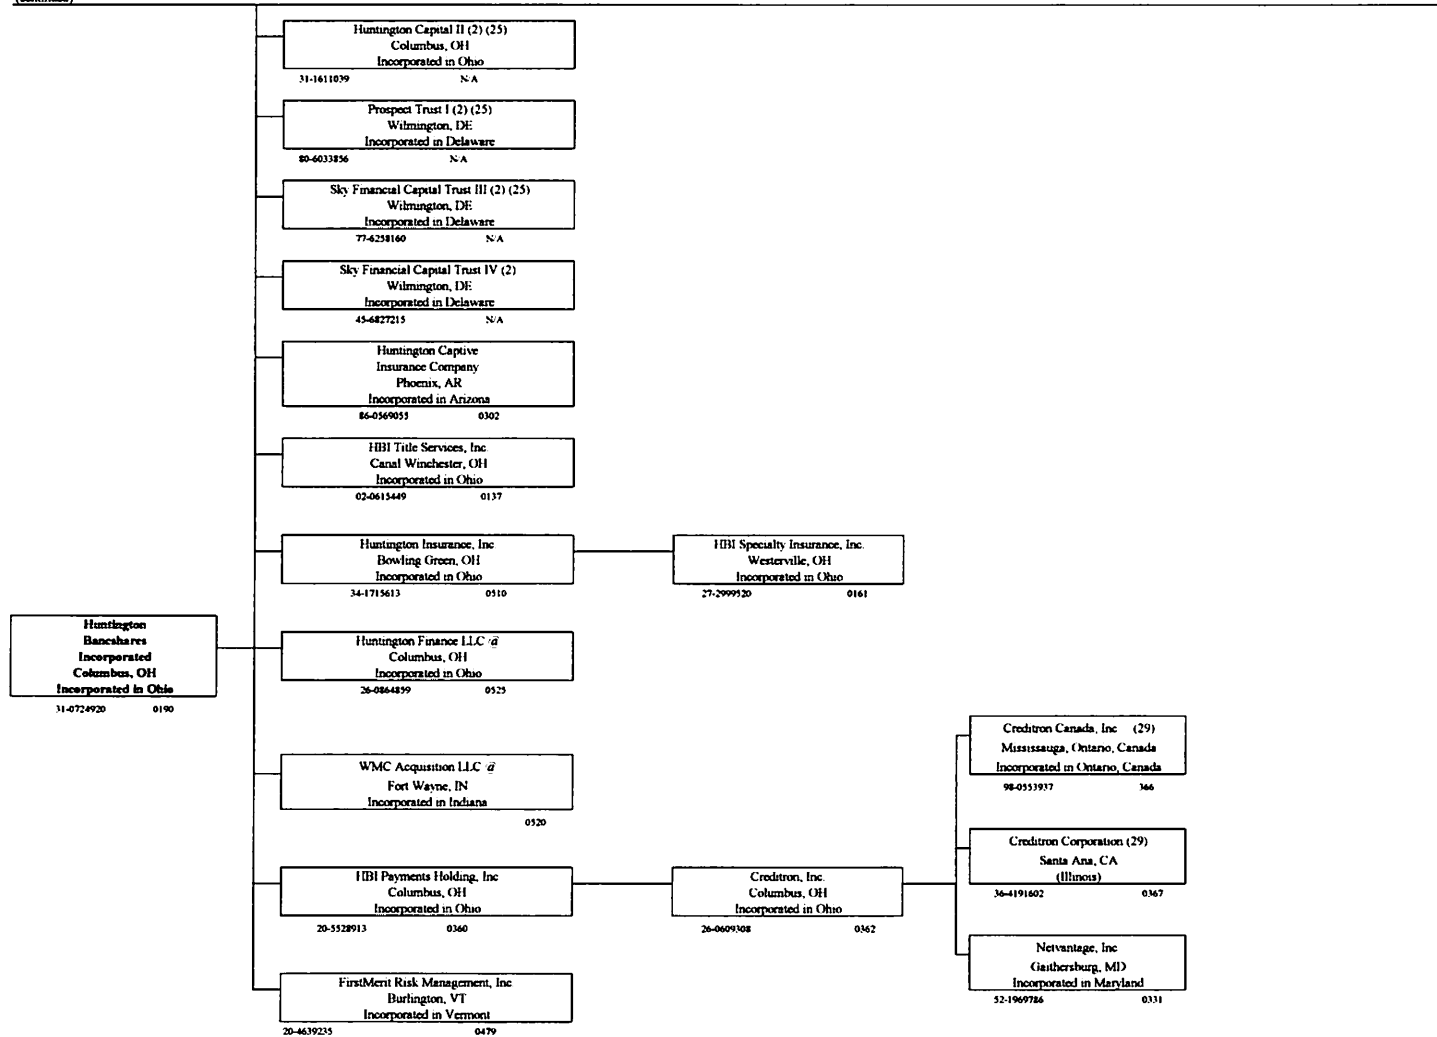 (continued)
Huntington Capital II (2) (25)
Columbus, OH
Incorporated in Ohio
31-1611039 N/A
Prospect Trust I (2) (25)
Wilmington, DE
Incorporated in Delaware
80-6033856 N/A
Sky Financial Capital Trust III (2) (25)
Wilmington, DE
Incorporated in Delaware
77-6258160 N/A
Sky Financial Capital Trust IV (2)
Wilmington, DE
Incorporated in Delaware
45-6827215 N/A
Huntington Captive
Insurance Company
Phoenix, AR
Incorporated in Arizona
86-0569055 0302
HBI Title Services, Inc.
Canal Winchester, OH
Incorporated in Ohio
02-0615449 0137
Huntington Insurance, Inc
Bowling Green, OH
Incorporated in Ohio
34-1715613 0510
HBI Specialty Insurance, Inc.
Westerville, OH
Incorporated in Ohio
27-2999520 0161
Huntington
Bancshares
Incorporated
Columbus, OH
Incorporated in Ohio
31-0724920 0190
Huntington Finance LLC @
Columbus, OH
Incorporated in Ohio
26-0864859 0525
WMC Acquisition LLC @
Fort Wayne, IN
Incorporated in Indiana
0520
HBI Payments Holding, Inc
Columbus, OH
Incorporated in Ohio
20-5528913 0360
Creditron, Inc.
Columbus, OH
Incorporated in Ohio
26-0609308 0362
Creditron Canada, Inc (29)
Mississauga, Ontario, Canada
Incorporated in Ontario, Canada
98-0553937 366
Creditron Corporation (29)
Santa Ana, CA
(Illinois)
36-4191602 0367
Netvantage, Inc
Gaithersburg, MD
Incorporated in Maryland
52-1969786 0331
FirstMerit Risk Management, Inc
Burlington, VT
Incorporated in Vermont
20-4639235 0479